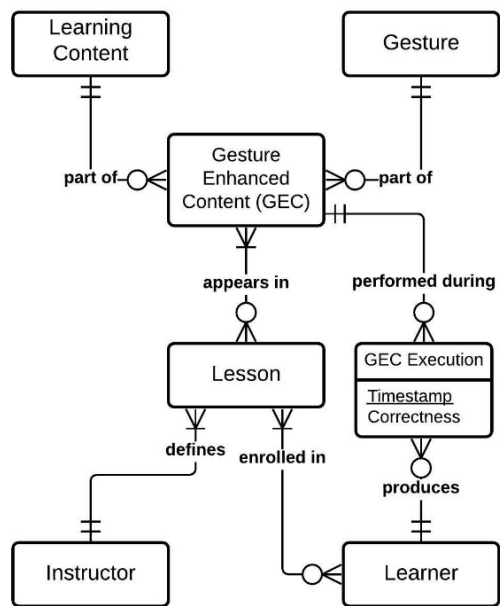 Learning
Content
Gesture
part of
Gesture
Enhanced
Content (GEC)
part of
appears in
performed during
Lesson
GEC Execution
Timestamp
Correctness
defines
enrolled in
produces
Instructor
Learner